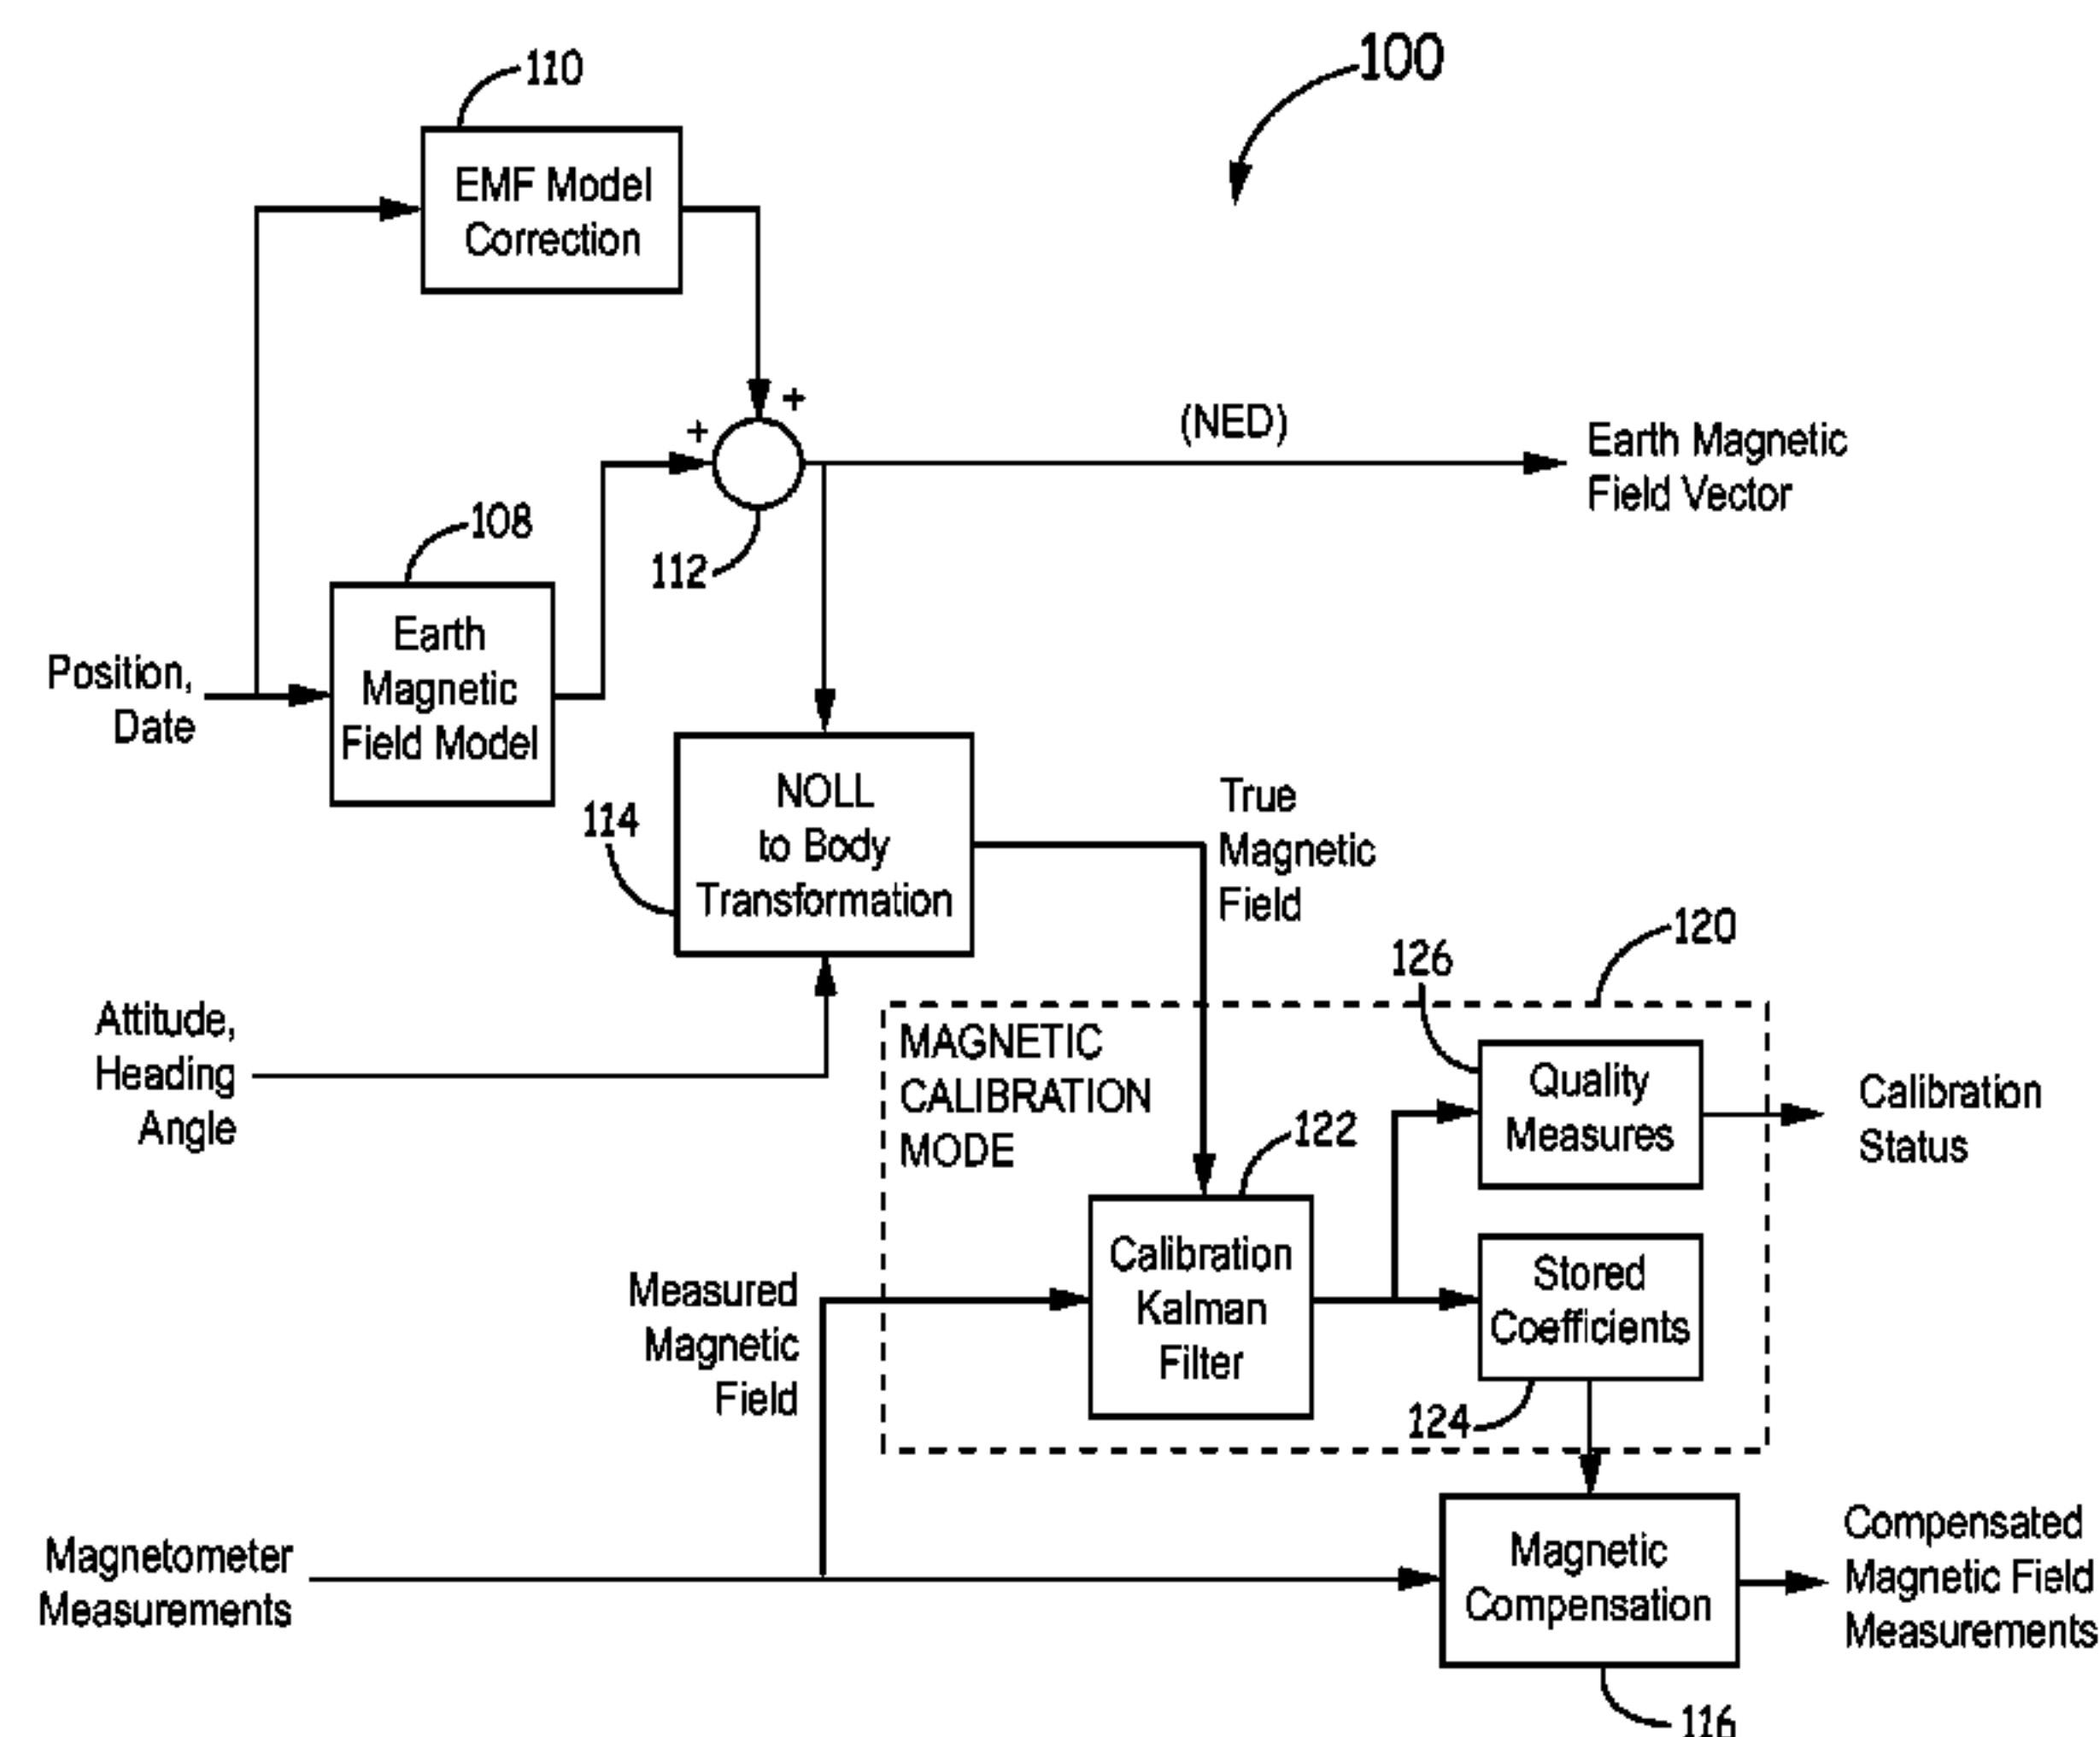 100
110
EMF Model
Correction
+
+
(NED)
Earth Magnetic
Field Vector
112
108
Earth
Magnetic
Field Model
Position,
Date
NOLL
to Body
Transformation
114
True
Magnetic
Field
Attitude,
Heading
Angle
120
126
MAGNETIC
CALIBRATION
MODE
Quality
Measures
Calibration
Status
122
Calibration
Kalman
Filter
Stored
Coefficients
124
Measured
Magnetic
Field
Magnetometer
Measurements
Magnetic
Compensation
Compensated
Magnetic Field
Measurements
116